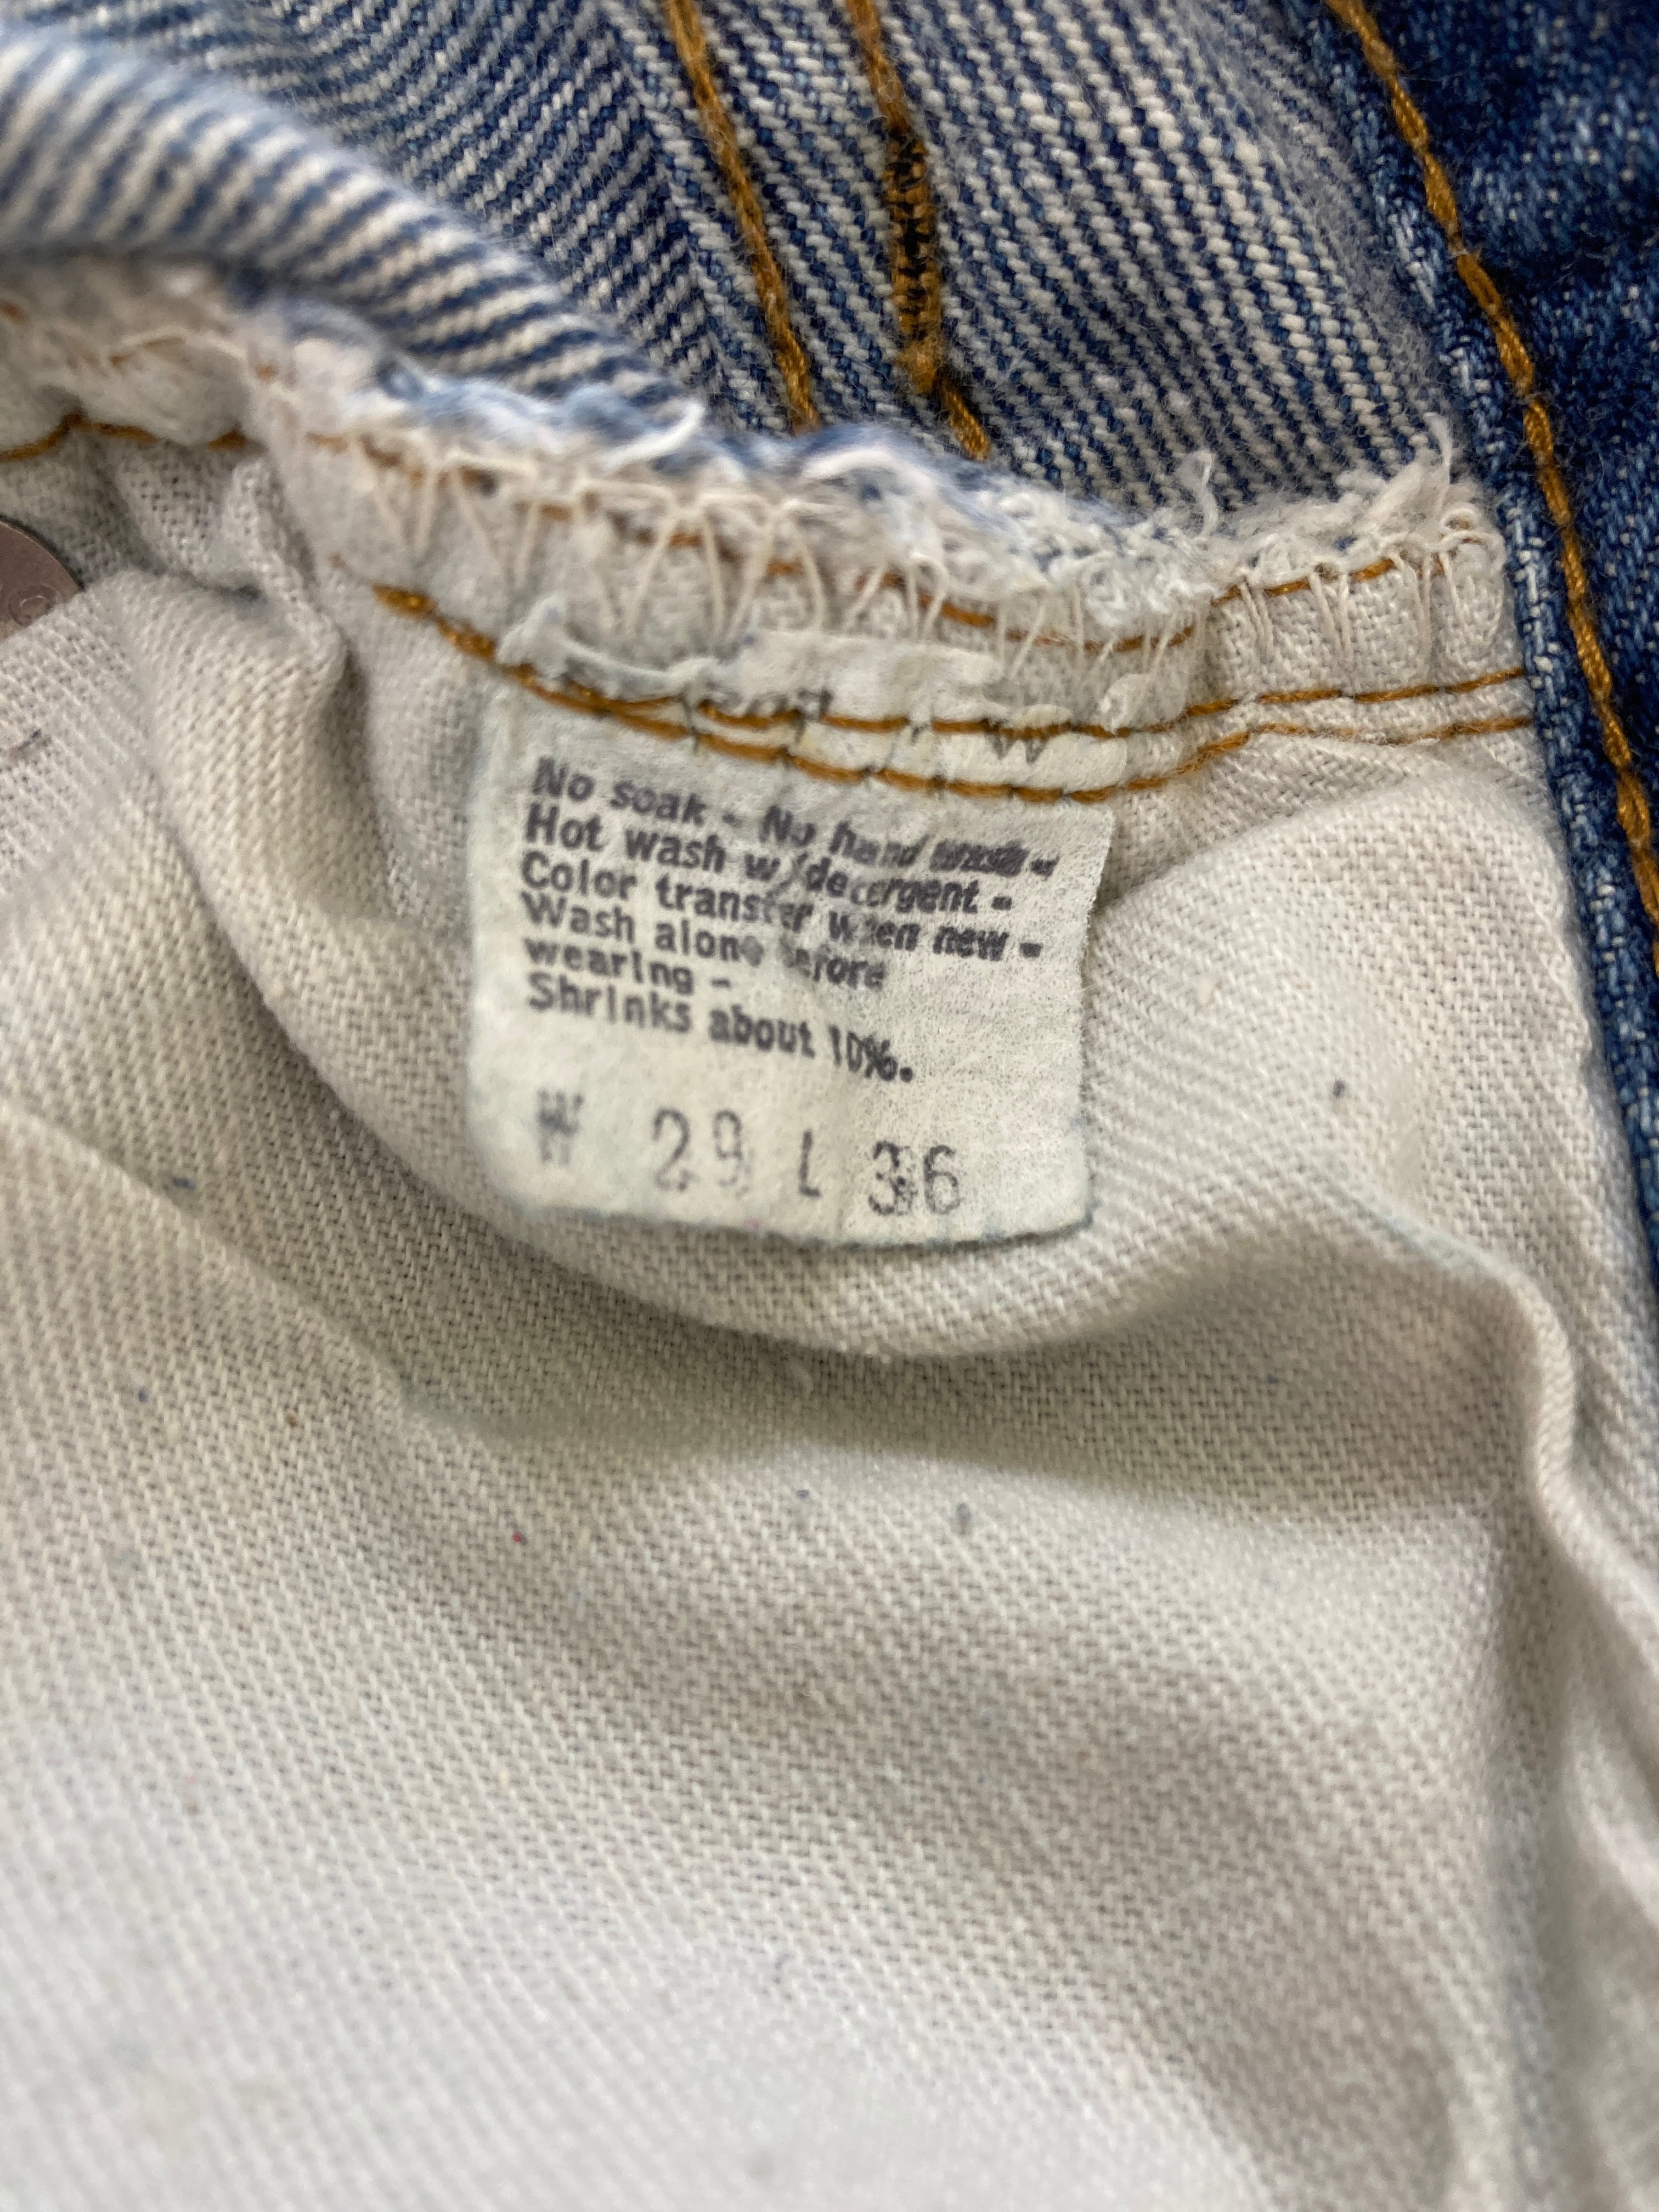 No soak - No hand wash -
Hot wash w/detergent -
Color transfer when new -
Wash alone before
wearing -
Shrinks about 10%.
W 29 L 36